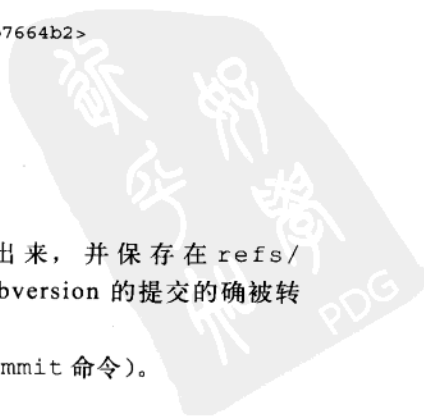 7664b2>
出来，并保存在refs/
bversion 的提交的确被转
mmit 命令)。
PDG